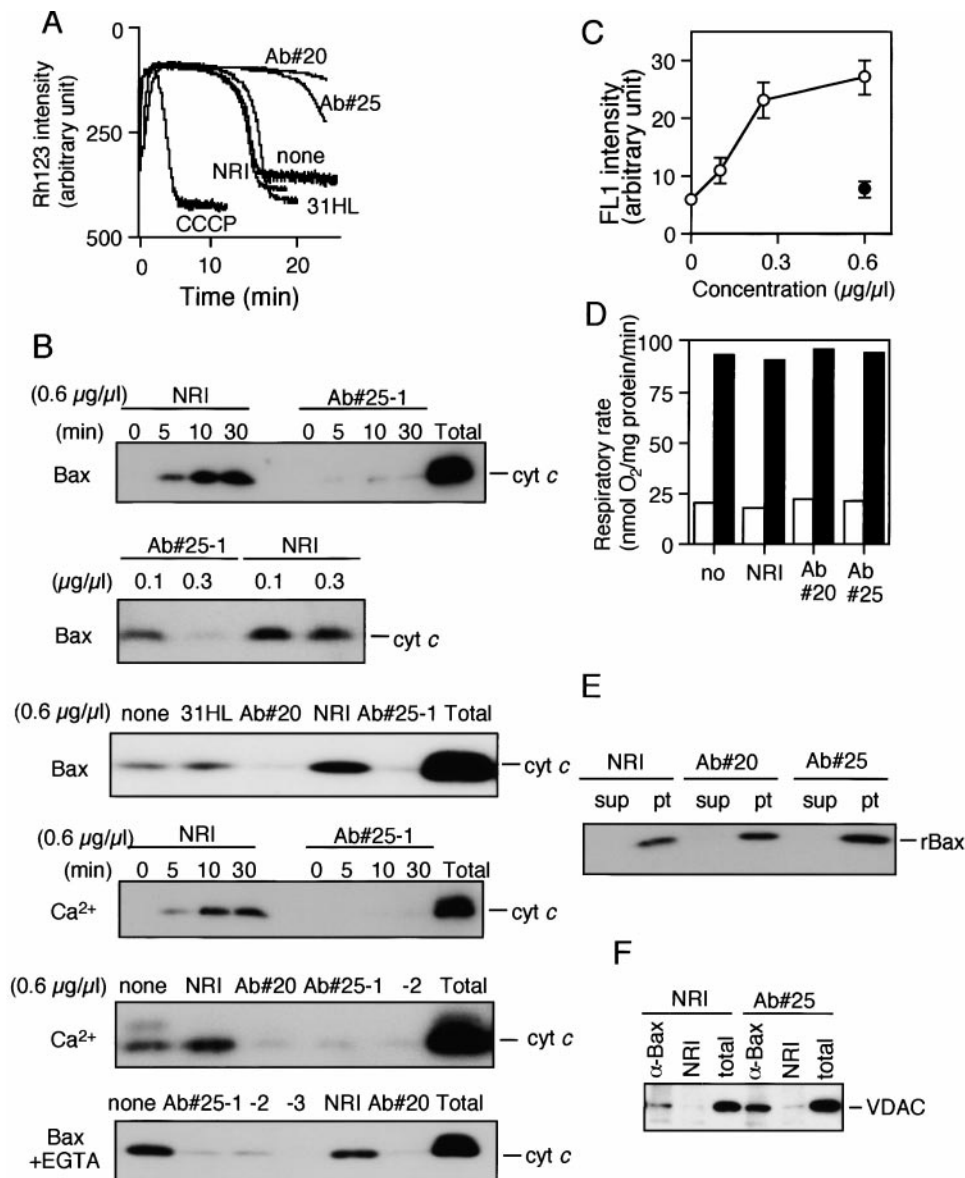 A
0
250
500
Rh123 intensity
(arbitrary unit)
Ab#20
Ab#25
none
NRI
31HL
CCCP
0 10 20
Time (min)
B
(0.6 µg/µl)
NRI Ab#25-1
(min) 0 5 10 30 0 5 10 30 Total
Bax cyt c
Ab#25-1 NRI
(µg/µl) 0.1 0.3 0.1 0.3
Bax cyt c
(0.6 µg/µl) none 31HL Ab#20 NRI Ab#25-1 Total
Bax cyt c
(0.6 µg/µl) NRI Ab#25-1
(min) 0 5 10 30 0 5 10 30 Total
Ca2+ cyt c
(0.6 µg/µl) none NRI Ab#20 Ab#25-1 -2 Total
Ca2+ cyt c
none Ab#25-1 -2 -3 NRI Ab#20 Total
Bax
+EGTA
cyt c
C
30
20
10
0
FL1 intensity
(arbitrary unit)
0 0.3 0.6
Concentration (µg/µl)
D
100
75
50
25
0
Respiratory rate
(nmol O2/mg protein/min)
no NRI Ab
#20 Ab
#25
E
NRI Ab#20 Ab#25
sup pt sup pt sup pt
rBax
F
NRI Ab#25
α-Bax NRI total α-Bax NRI total
VDAC